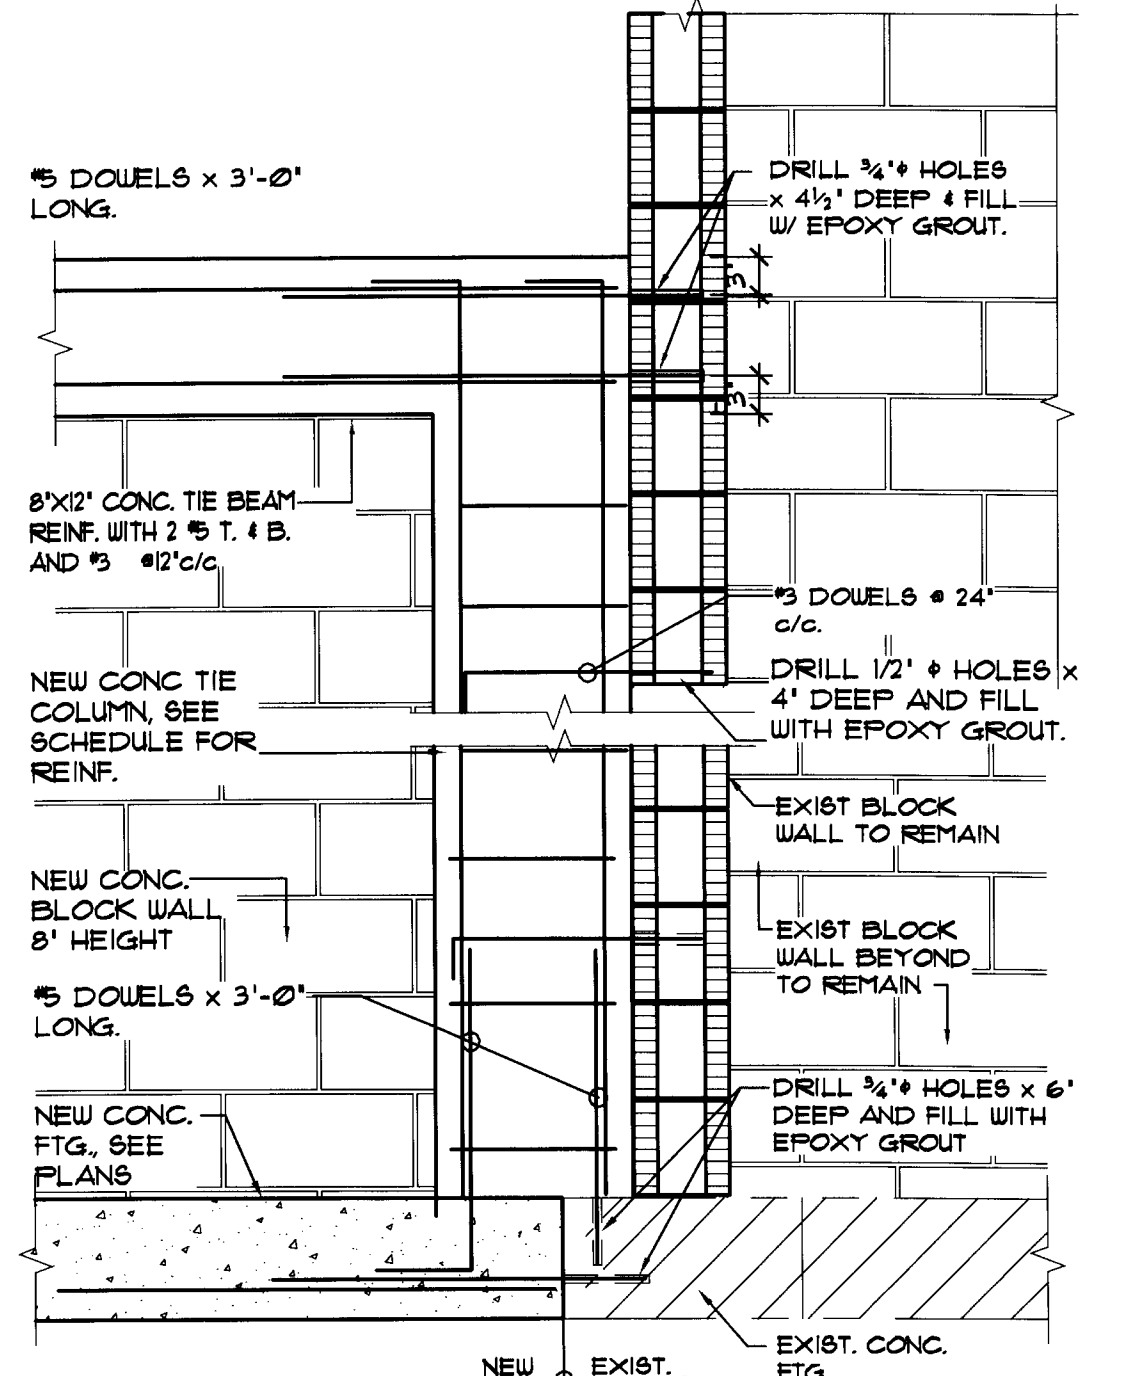 #5 DOWELS x 3'-0"
LONG.
DRILL 3/4"ϕ HOLES
x 4 1/2" DEEP & FILL
W/ EPOXY GROUT.
3"
3"
8"X12" CONC. TIE BEAM
REINF. WITH 2 #5 T. & B.
AND #3 @12"c/c
#3 DOWELS @ 24"
c/c.
DRILL 1/2" ϕ HOLES x
4" DEEP AND FILL
WITH EPOXY GROUT.
NEW CONC TIE
COLUMN, SEE
SCHEDULE FOR
REINF.
EXIST BLOCK
WALL TO REMAIN
NEW CONC.
BLOCK WALL
8' HEIGHT
EXIST BLOCK
WALL BEYOND
TO REMAIN
#5 DOWELS x 3'-0"
LONG.
DRILL 3/4"ϕ HOLES x 6"
DEEP AND FILL WITH
EPOXY GROUT
NEW CONC.
FTG., SEE
PLANS
EXIST. CONC.
FTG.
NEW EXIST.